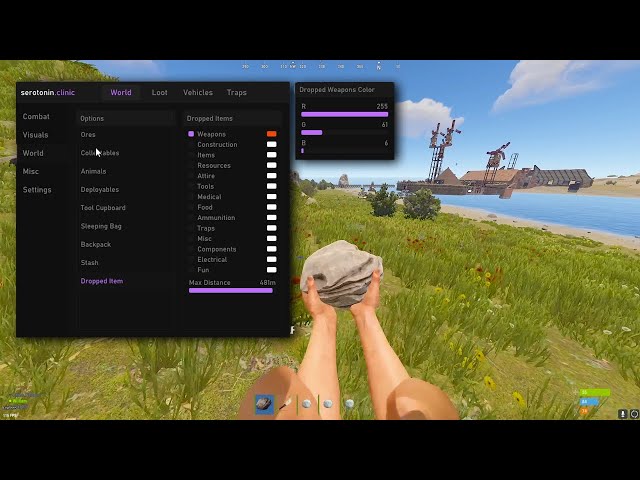 serotonin.clinic
World Loot Vehicles Traps
Combat
Visuals
World
Misc
Settings
Options
Ores
Animals
Deployables
Tool Cupboard
Sleeping Bag
Backpack
Stash
Dropped Item
Dropped Items
Weapons
Construction
Items
Resources
Attire
Tools
Medical
Food
Ammunition
Traps
Misc
Components
Electrical
Fun
Max Distance 481m
Dropped Weapons Color
R 255
G 61
B 6
N